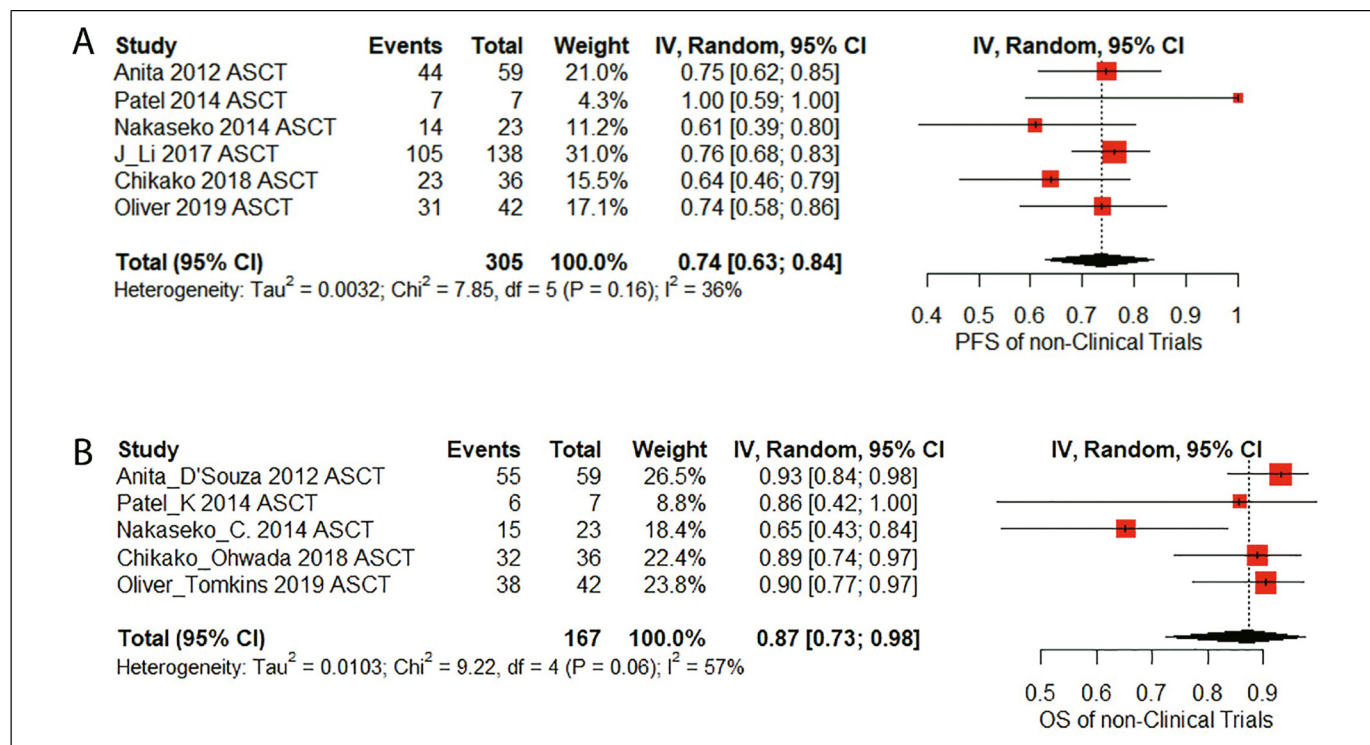 A
Study Events Total Weight IV, Random, 95% CI IV, Random, 95% CI
Anita 2012 ASCT 44 59 21.0% 0.75 [0.62; 0.85]
Patel 2014 ASCT 7 7 4.3% 1.00 [0.59; 1.00]
Nakaseko 2014 ASCT 14 23 11.2% 0.61 [0.39; 0.80]
J_Li 2017 ASCT 105 138 31.0% 0.76 [0.68; 0.83]
Chikako 2018 ASCT 23 36 15.5% 0.64 [0.46; 0.79]
Oliver 2019 ASCT 31 42 17.1% 0.74 [0.58; 0.86]
Total (95% CI) 305 100.0% 0.74 [0.63; 0.84]
Heterogeneity: Tau² = 0.0032; Chi² = 7.85, df = 5 (P = 0.16); I² = 36%
0.4 0.5 0.6 0.7 0.8 0.9 1
PFS of non-Clinical Trials
B
Study Events Total Weight IV, Random, 95% CI IV, Random, 95% CI
Anita_D'Souza 2012 ASCT 55 59 26.5% 0.93 [0.84; 0.98]
Patel_K 2014 ASCT 6 7 8.8% 0.86 [0.42; 1.00]
Nakaseko_C. 2014 ASCT 15 23 18.4% 0.65 [0.43; 0.84]
Chikako_Ohwada 2018 ASCT 32 36 22.4% 0.89 [0.74; 0.97]
Oliver_Tomkins 2019 ASCT 38 42 23.8% 0.90 [0.77; 0.97]
Total (95% CI) 167 100.0% 0.87 [0.73; 0.98]
Heterogeneity: Tau² = 0.0103; Chi² = 9.22, df = 4 (P = 0.06); I² = 57%
0.5 0.6 0.7 0.8 0.9
OS of non-Clinical Trials